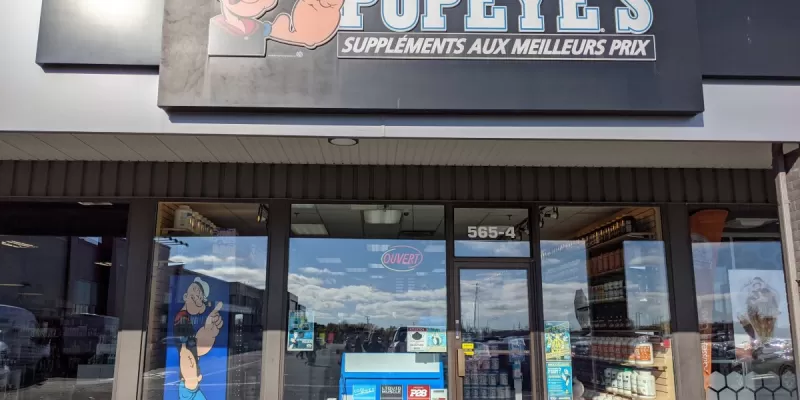 POPEYE'S
SUPPLÉMENTS AUX MEILLEURS PRIX
565-4
OUVERT